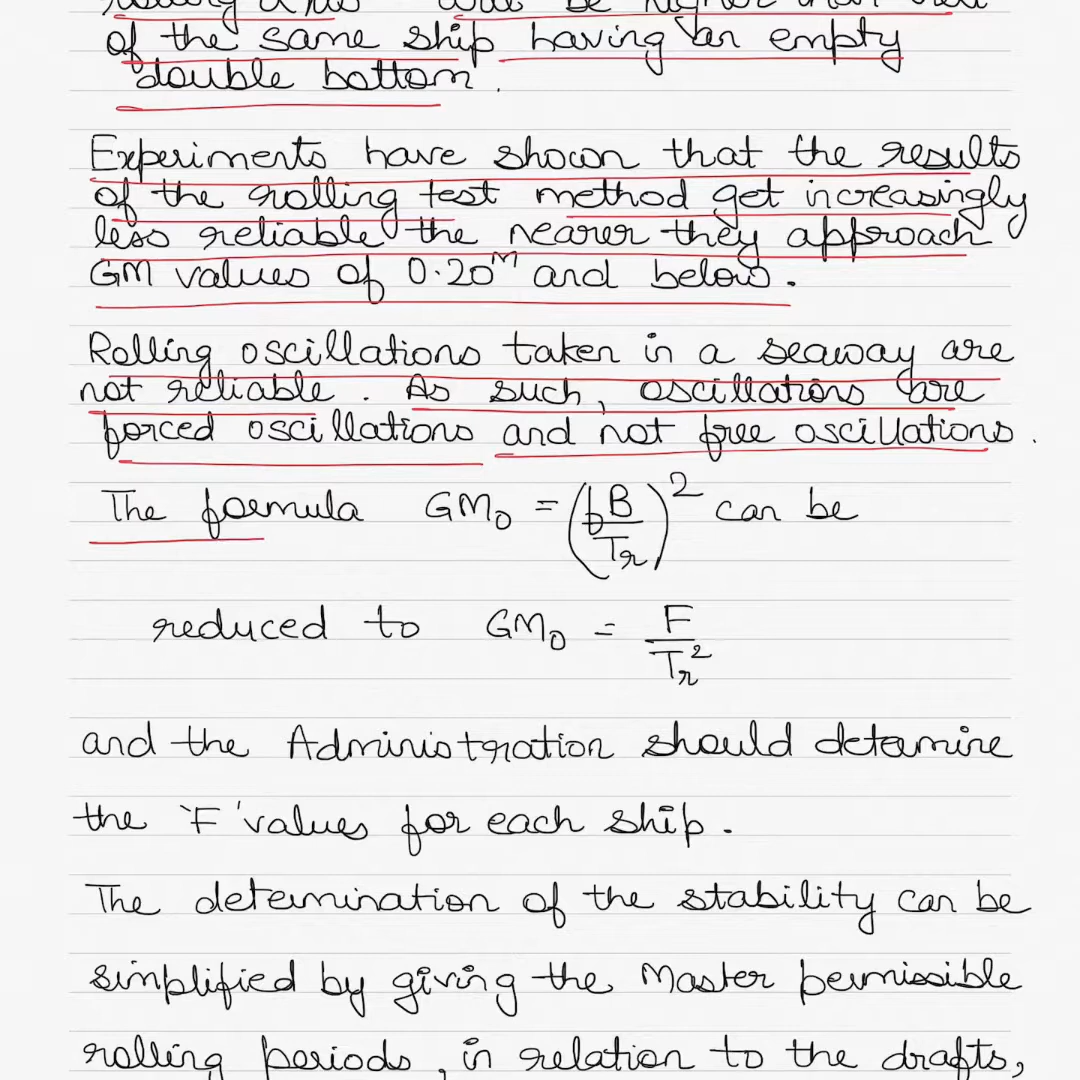 of the same ship having an empty
double bottom.
Experiments have shown that the results
of the rolling test method get increasingly
less reliable the nearer they approach
GM values of 0.20ᴹ and below.
Rolling oscillations taken in a seaway are
not reliable. As such, oscillations are
forced oscillations and not free oscillations.
The formula GM₀ = (fB/Tr)² can be
reduced to GM₀ = F/Tr²
and the Administration should determine
the 'F' values for each ship.
The determination of the stability can be
simplified by giving the Master permissible
rolling periods, in relation to the drafts,